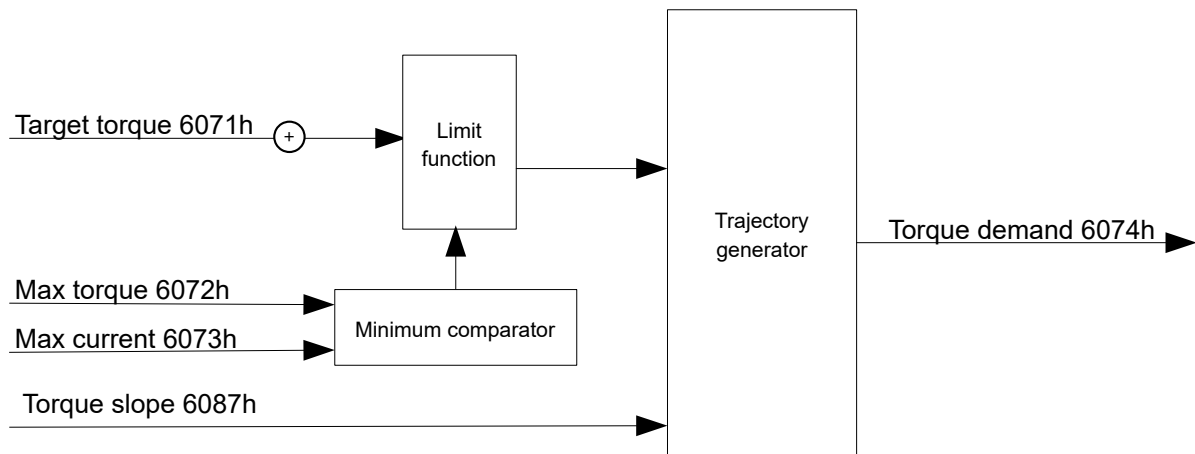 Target torque 6071h
+
Limit
function
Trajectory
generator
Torque demand 6074h
Max torque 6072h
Minimum comparator
Max current 6073h
Torque slope 6087h